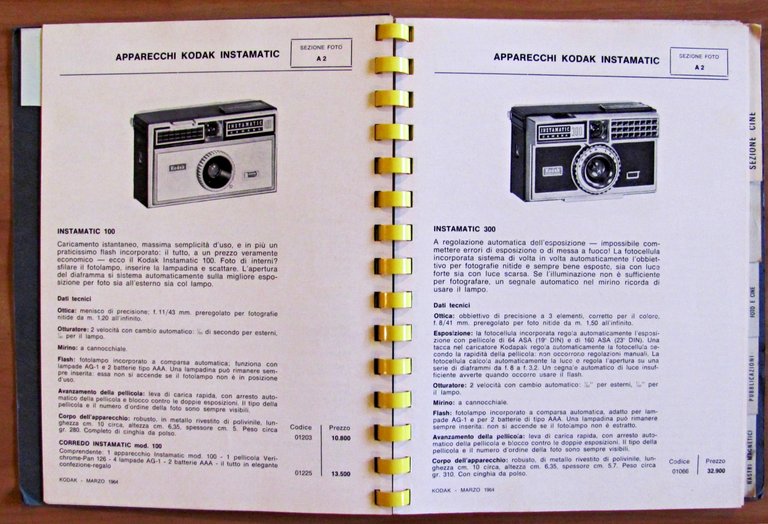 APPARECCHI KODAK INSTAMATIC
SEZIONE FOTO
A 2
INSTAMATIC
Kodak
INSTAMATIC 100
Caricamento istantaneo, massima semplicità d'uso, e in più un
praticissimo flash incorporato: il tutto, a un prezzo veramente
economico — ecco il Kodak Instamatic 100. Foto di interni?
sfilare il fotolampo, inserire la lampadina e scattare. L'apertura
del diaframma si sistema automaticamente sulla migliore espo-
sizione per foto sia all'esterno sia col lampo.
Dati tecnici
Ottica: menisco di precisione; f.11/43 mm. preregolato per fotografie
nitide da m. 1,20 all'infinito.
Otturatore: 2 velocità con cambio automatico: di secondo per esterni,
per il lampo.
Mirino: a cannocchiale.
Flash: fotolampo incorporato a comparsa automatica; funziona con
lampade AG-1 e 2 batterie tipo AAA. Una lampadina può rimanere sem-
pre inserita: essa non si accende se il fotolampo non è in posizione
d'uso.
Avanzamento della pellicola: leva di carica rapida, con arresto auto-
matico della pellicola e blocco contro le doppie esposizioni. Il tipo della
pellicola e il numero d'ordine della foto sono sempre visibili.
Corpo dell'apparecchio: robusto, in metallo rivestito di polivinile, lun-
ghezza cm. 10 circa, altezza cm. 6,35, spessore cm. 5. Peso circa
gr. 280. Completo di cinghia da polso.
Codice Prezzo
01203 10.800
CORREDO INSTAMATIC mod. 100
Comprendente: 1 apparecchio Instamatic mod. 100 - 1 pellicola Veri-
chrome-Pan 126 - 4 lampade AG-1 - 2 batterie AAA - il tutto in elegante
confezione-regalo
01225 13.500
KODAK - MARZO 1964
APPARECCHI KODAK INSTAMATIC
SEZIONE FOTO
A 2
INSTAMATIC 300
CAMERA
Kodak
INSTAMATIC 300
A regolazione automatica dell'esposizione — impossibile com-
mettere errori di esposizione o di messa a fuoco! La fotocellula
incorporata sistema di volta in volta automaticamente l'obbiet-
tivo per fotografie nitide e sempre bene esposte, sia con luce
forte sia con luce scarsa. Se l'illuminazione non è sufficiente
per fotografare, un segnale automatico nel mirino ricorda di
usare il lampo.
Dati tecnici
Ottica: obbiettivo di precisione a 3 elementi, corretto per il colore,
f.8/41 mm. preregolato per foto nitide da m. 1,50 all'infinito.
Esposizione: la fotocellula incorporata regola automaticamente l'esposi-
zione con pellicole di 64 ASA (19° DIN) e di 160 ASA (23° DIN). Una
tacca nel caricatore Kodapak regola automaticamente la fotocellula se-
condo la rapidità della pellicola: non occorrono regolazioni manuali. La
fotocellula calcola automaticamente la luce e regola l'apertura su una
serie di diaframmi da f.8 a f.32. Un segnale automatico di luce insuf-
ficiente avverte quando occorre usare il flash.
Otturatore: 2 velocità con cambio automatico: per esterni, per
il lampo.
Mirino: a cannocchiale.
Flash: fotolampo incorporato a comparsa automatica, adatto per lam-
pade AG-1 e per 2 batterie di tipo AAA. Una lampadina può rimanere
sempre inserita: non si accende se il fotolampo non è estratto.
Avanzamento della pellicola: leva di carica rapida, con arresto auto-
matico della pellicola e blocco contro le doppie esposizioni. Il tipo della
pellicola e il numero d'ordine della foto sono sempre visibili.
Corpo dell'apparecchio: robusto, di metallo rivestito di polivinile, lun-
ghezza cm. 10 circa, altezza cm. 6,35, spessore cm. 5.7. Peso circa
gr. 310. Con cinghia da polso.
Codice Prezzo
01066 32.900
KODAK - MARZO 1964
SEZIONE CINE
FOTO E CINE
PUBBLICAZIONI
NASTRI MAGNETICI